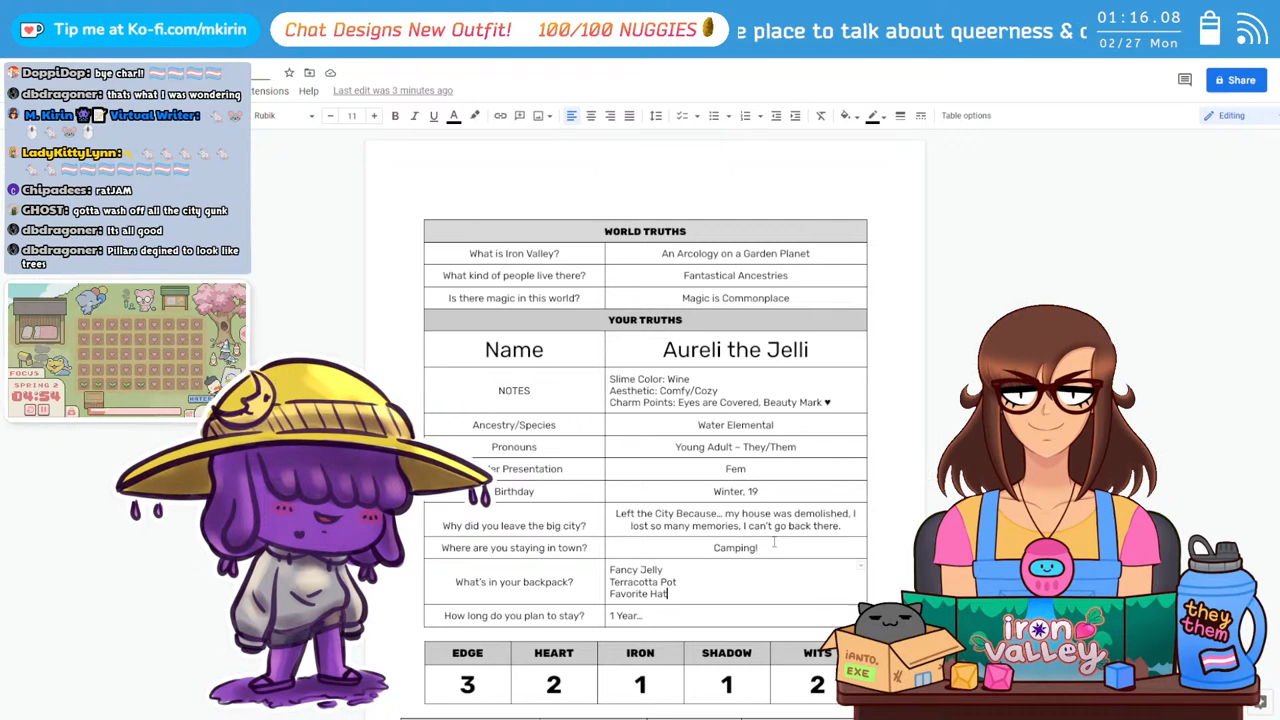 Tip me at Ko-fi.com/mkirin
Chat Designs New Outfit! 100/100 NUGGIES
e place to talk about queerness & c
01:16.08
02/27 Mon
DoppiDop: bye charl!
dbdragoner: thats what I was wondering
M. Kirin Virtual Writer:
LadyKittyLynn:
Chipadees: ratJAM
GHOST: gotta wash off all the city gunk
dbdragoner: Its all good
dbdragoner: Pillars deqined to look like
trees
ensions Help Last edit was 3 minutes ago
Share
Rubik 11
B I U A
Table options
Editing
WORLD TRUTHS
What is Iron Valley? An Arcology on a Garden Planet
What kind of people live there? Fantastical Ancestries
Is there magic in this world? Magic is Commonplace
YOUR TRUTHS
Name Aureli the Jelli
NOTES
Slime Color: Wine
Aesthetic: Comfy/Cozy
Charm Points: Eyes are Covered, Beauty Mark ♥
Ancestry/Species Water Elemental
Pronouns Young Adult – They/Them
er Presentation Fem
Birthday Winter, 19
Why did you leave the big city?
Left the City Because... my house was demolished, I
lost so many memories, I can't go back there.
Where are you staying in town? Camping!
What's in your backpack?
Fancy Jelly
Terracotta Pot
Favorite Hat
How long do you plan to stay? 1 Year...
EDGE HEART IRON SHADOW WITS
3 2 1 1 2
FOCUS
SPRING 2
04:54
IANTO.
EXE
iron
valley
they
them